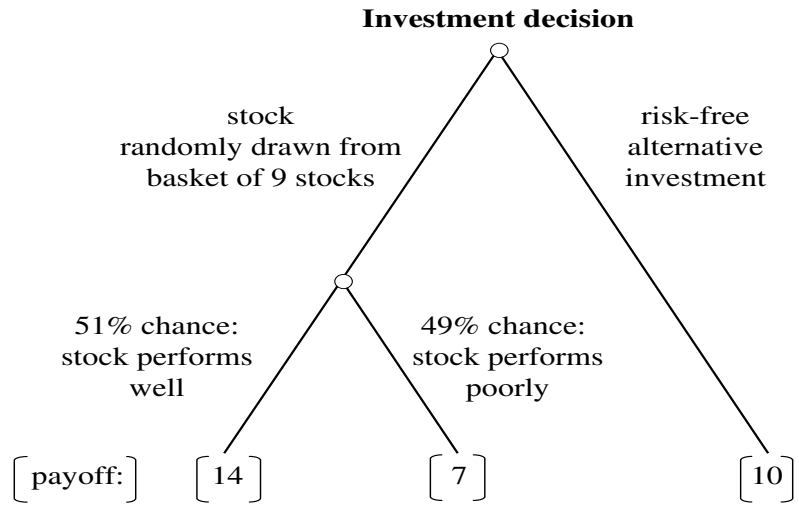 Investment decision
stock
randomly drawn from
basket of 9 stocks
risk-free
alternative
investment
51% chance:
stock performs
well
49% chance:
stock performs
poorly
[payoff:] [14] [7] [10]